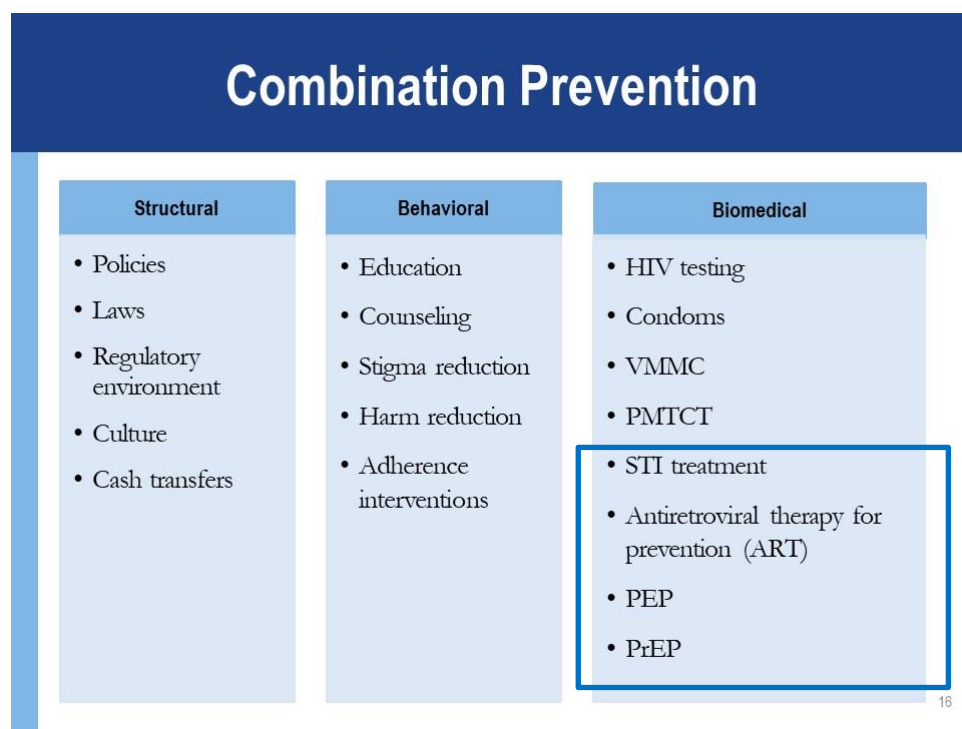 Combination Prevention
Structural
• Policies
• Laws
• Regulatory
environment
• Culture
• Cash transfers
Behavioral
• Education
• Counseling
• Stigma reduction
• Harm reduction
• Adherence
interventions
Biomedical
• HIV testing
• Condoms
• VMMC
• PMTCT
• STI treatment
• Antiretroviral therapy for
prevention (ART)
• PEP
• PrEP
16